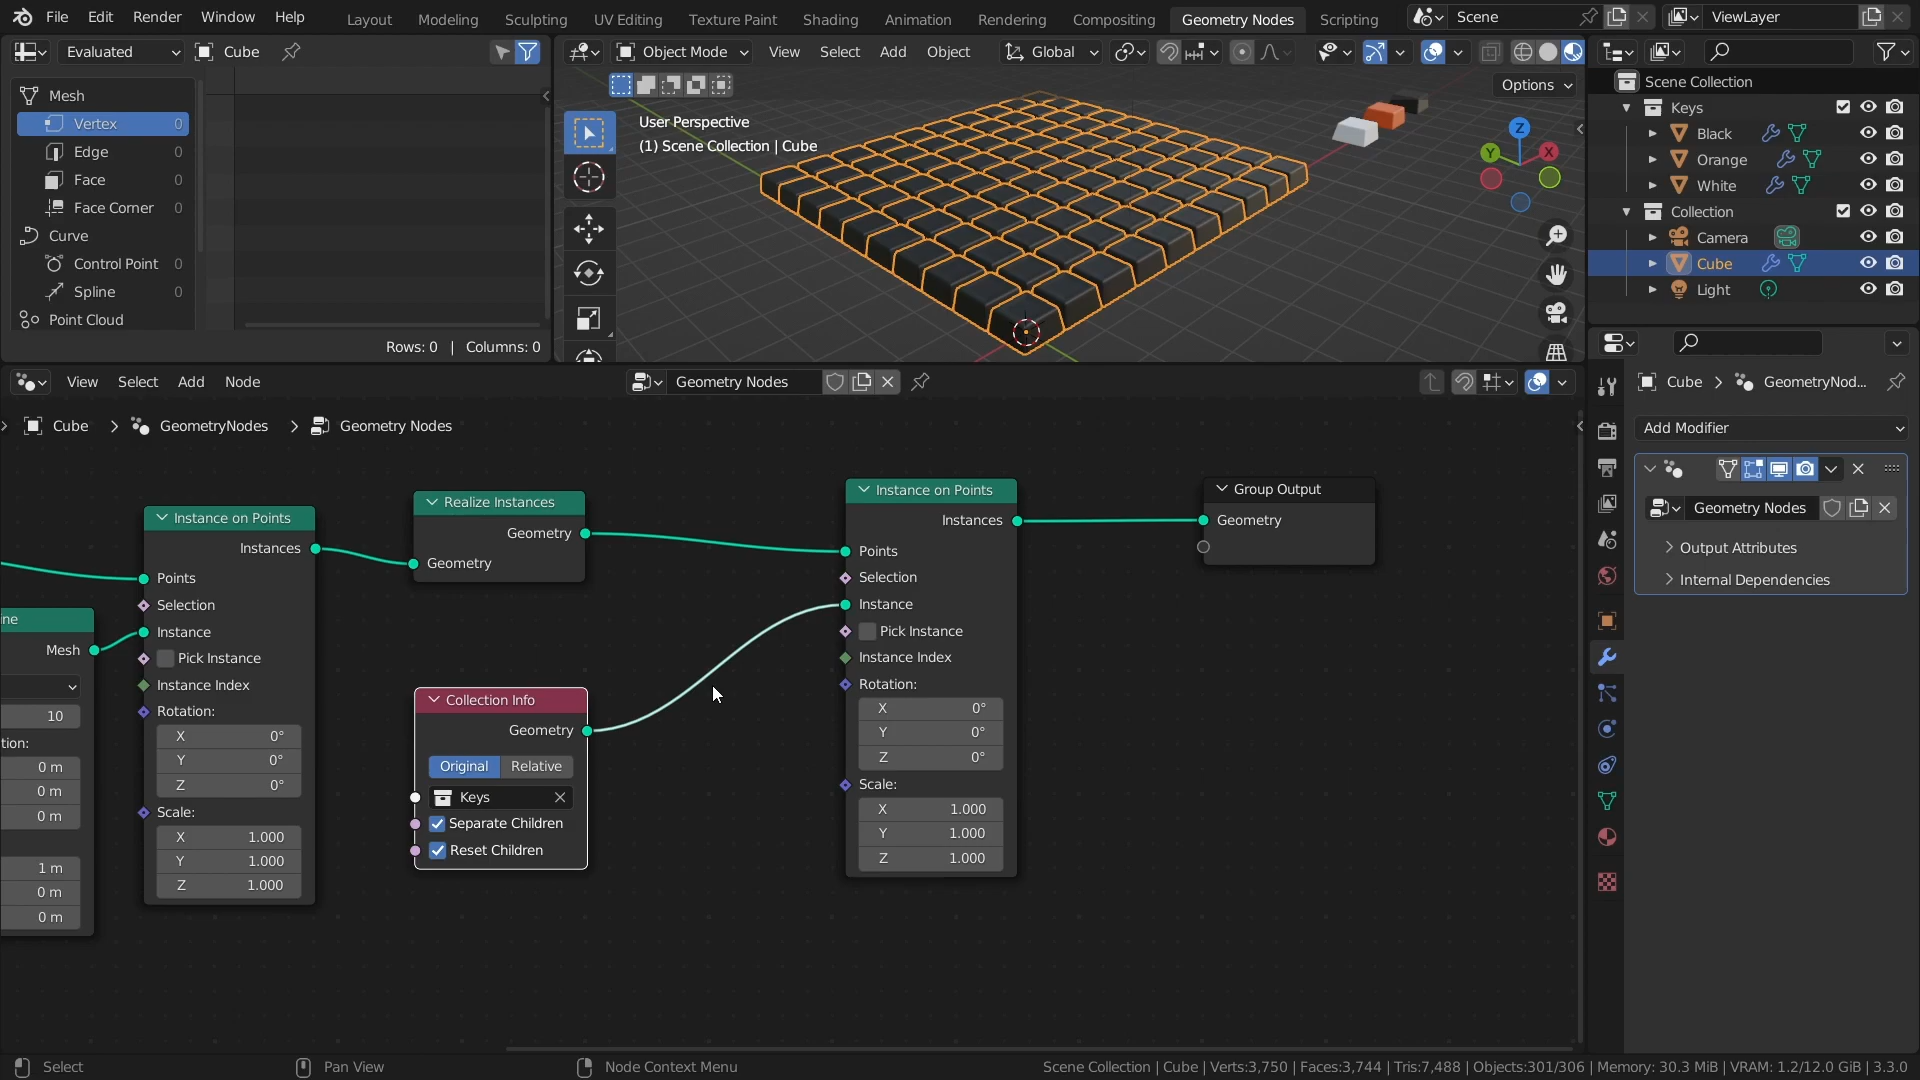 File Edit Render Window Help Layout Modeling Sculpting UV Editing Texture Paint Shading Animation Rendering Compositing Geometry Nodes Scripting Scene ViewLayer
Evaluated Cube
Mesh
Vertex 0
Edge 0
Face 0
Face Corner 0
Curve
Control Point 0
Spline 0
Point Cloud
Rows: 0 | Columns: 0
Object Mode View Select Add Object Global
Options
User Perspective
(1) Scene Collection | Cube
Z
Y
X
Scene Collection
Keys
Black
Orange
White
Collection
Camera
Cube
Light
View Select Add Node Geometry Nodes
Cube > GeometryNodes > Geometry Nodes
ine
Mesh
10
tion:
0 m
0 m
0 m
1 m
0 m
0 m
Instance on Points
Instances
Points
Selection
Instance
Pick Instance
Instance Index
Rotation:
X 0°
Y 0°
Z 0°
Scale:
X 1.000
Y 1.000
Z 1.000
Realize Instances
Geometry
Geometry
Collection Info
Geometry
Original Relative
Keys
Separate Children
Reset Children
Instance on Points
Instances
Points
Selection
Instance
Pick Instance
Instance Index
Rotation:
X 0°
Y 0°
Z 0°
Scale:
X 1.000
Y 1.000
Z 1.000
Group Output
Geometry
Cube > GeometryNod...
Add Modifier
Geometry Nodes
Output Attributes
Internal Dependencies
Select Pan View Node Context Menu Scene Collection | Cube | Verts:3,750 | Faces:3,744 | Tris:7,488 | Objects:301/306 | Memory: 30.3 MiB | VRAM: 1.2/12.0 GiB | 3.3.0